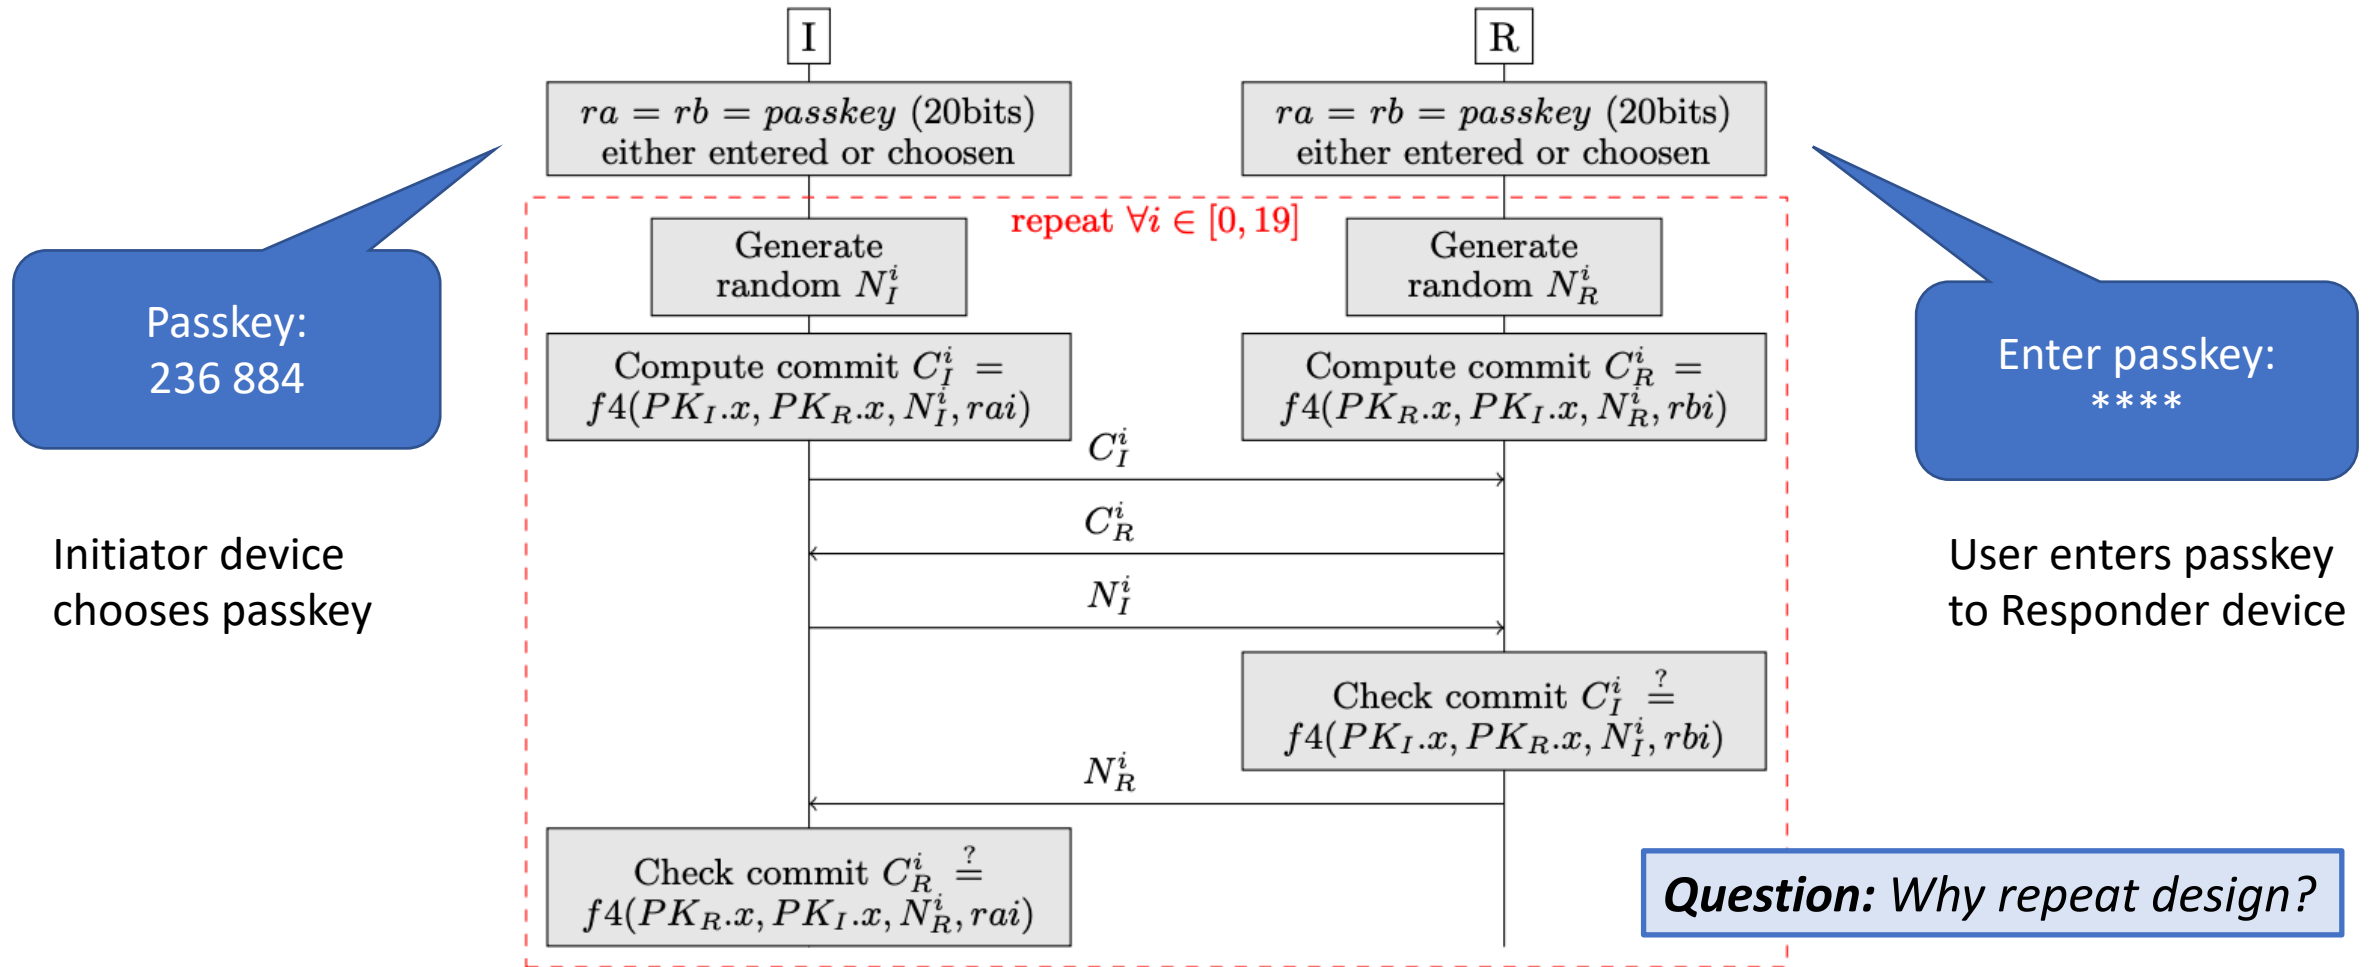 I
R
ra = rb = passkey (20bits)
either entered or choosen
ra = rb = passkey (20bits)
either entered or choosen
repeat ∀i ∈ [0, 19]
Generate
random N_I^i
Generate
random N_R^i
Passkey:
236 884
Enter passkey:
****
Compute commit C_I^i =
f4(PK_I.x, PK_R.x, N_I^i, rai)
Compute commit C_R^i =
f4(PK_R.x, PK_I.x, N_R^i, rbi)
C_I^i
C_R^i
Initiator device
chooses passkey
User enters passkey
to Responder device
N_I^i
Check commit C_I^i ≟
f4(PK_I.x, PK_R.x, N_I^i, rbi)
N_R^i
Check commit C_R^i ≟
f4(PK_R.x, PK_I.x, N_R^i, rai)
Question: Why repeat design?